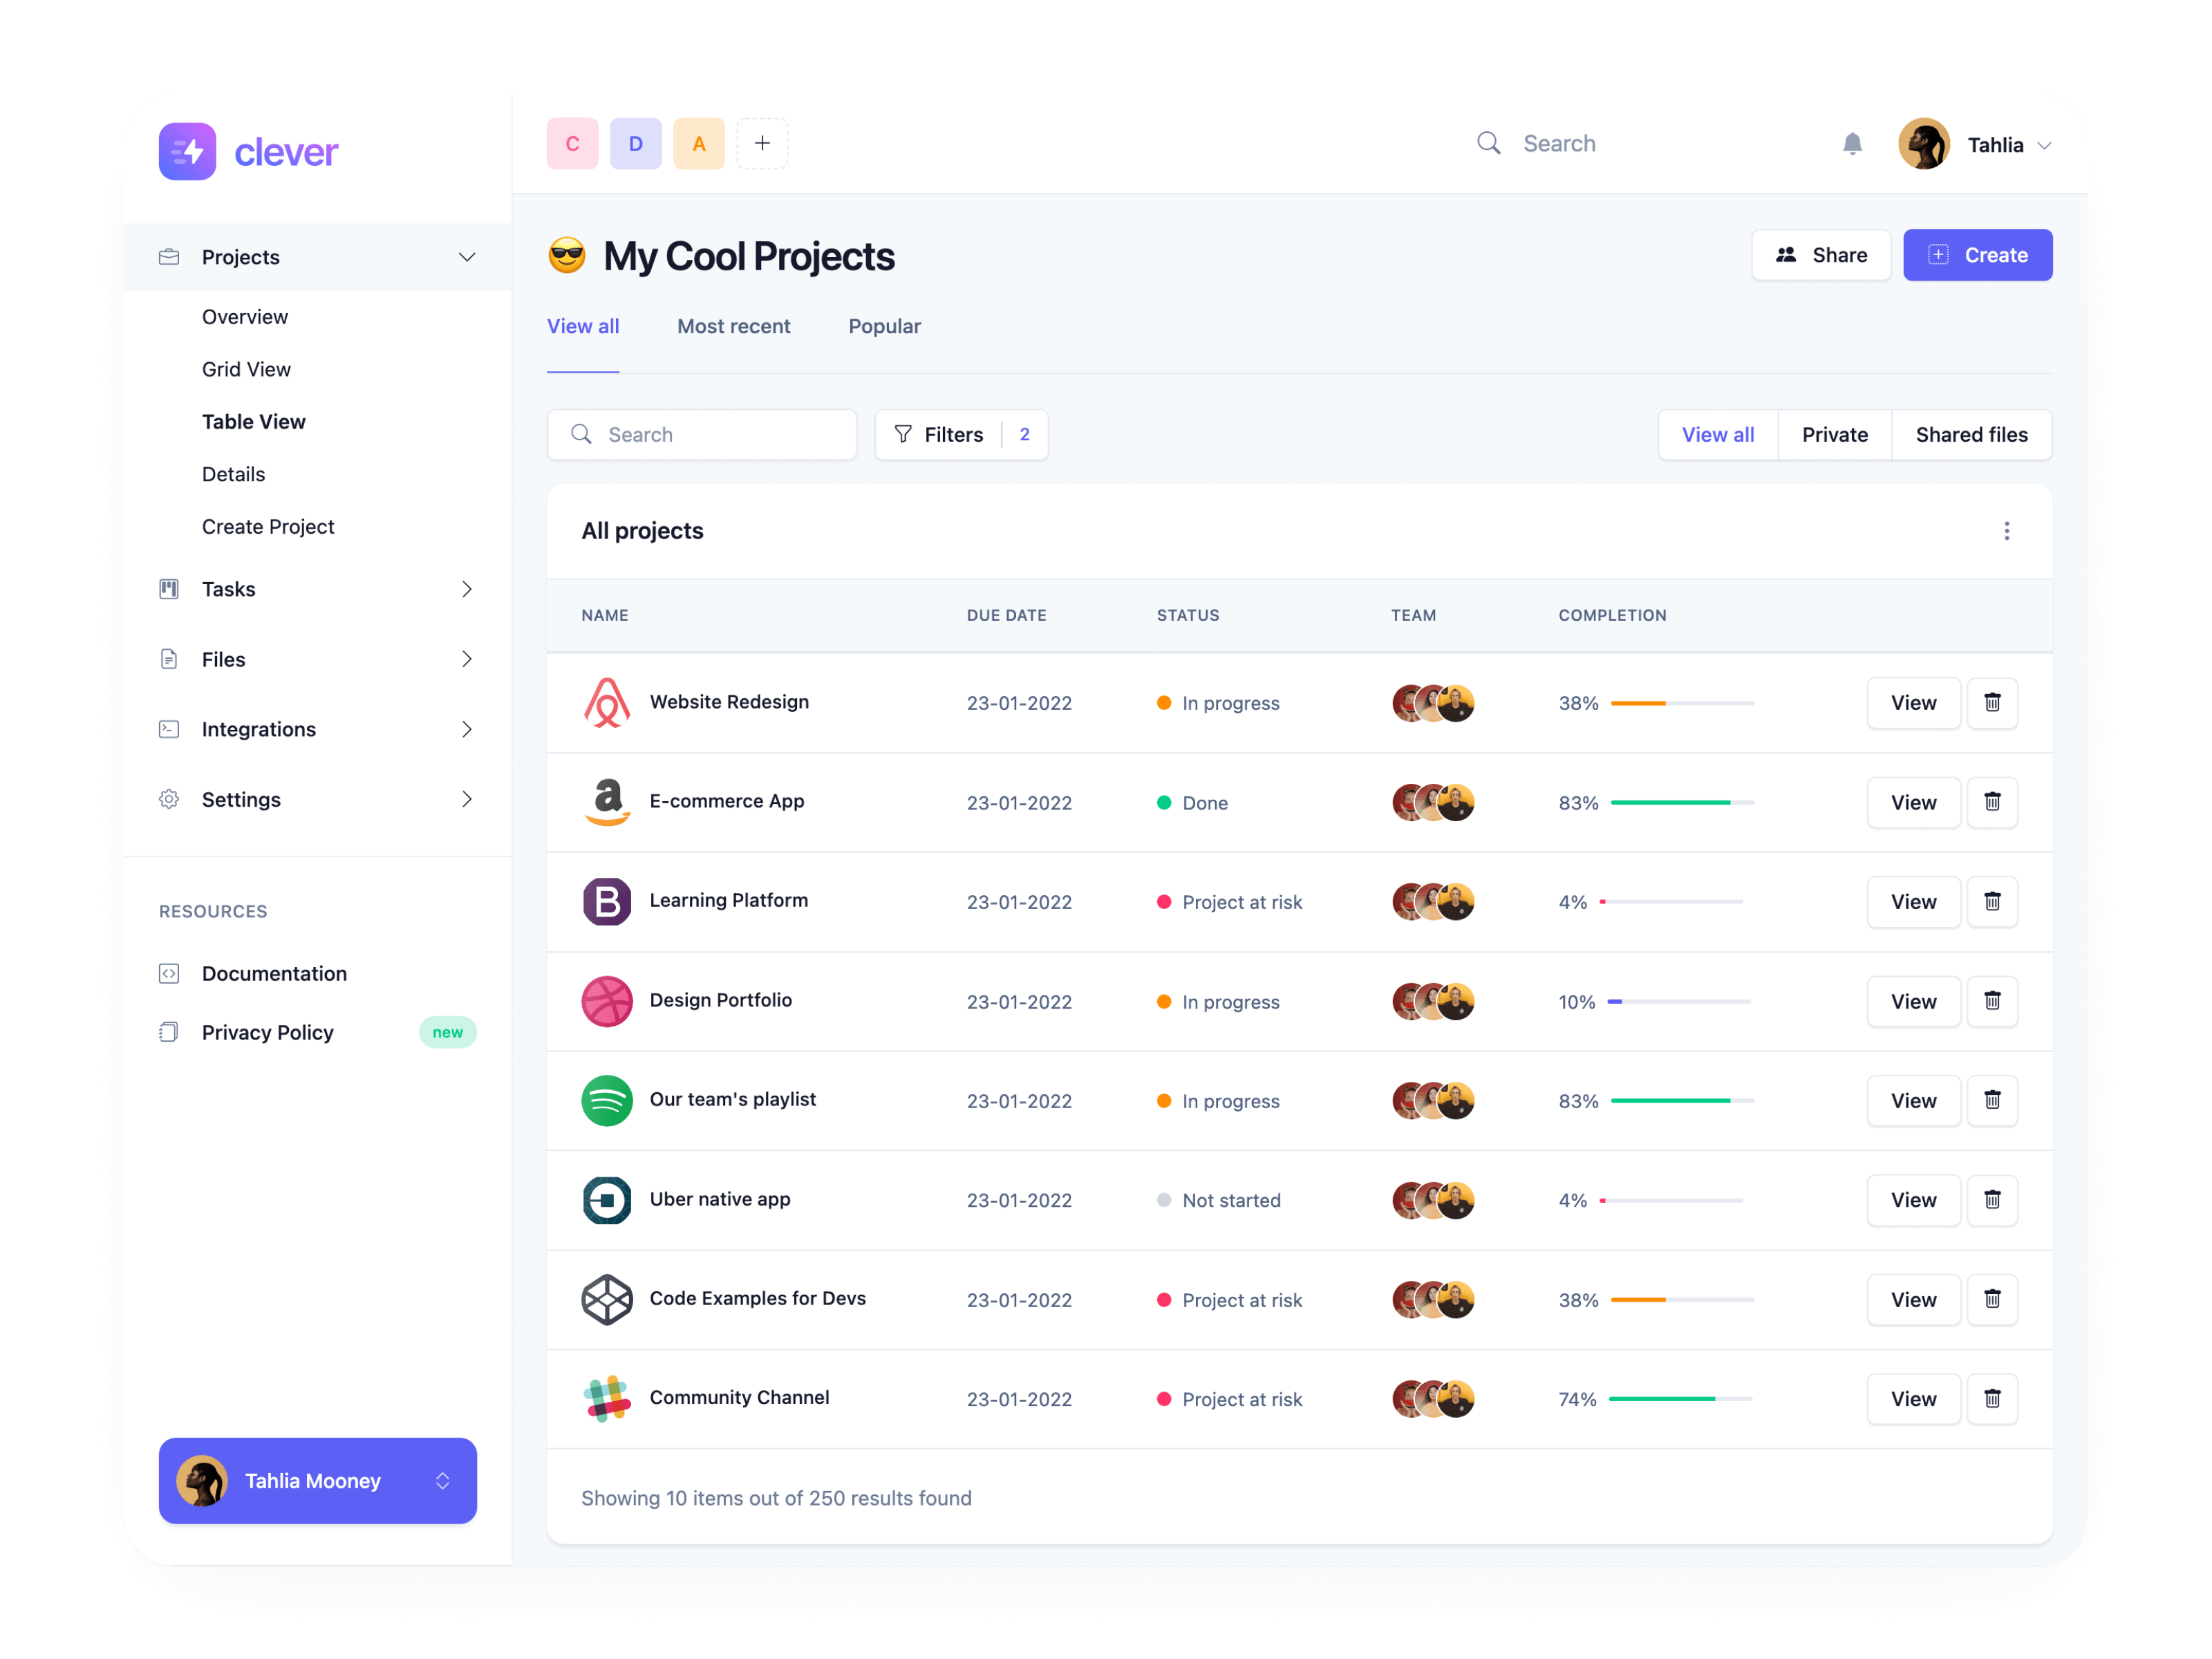 clever
C D A +
Search
Tahlia
Projects
Overview
Grid View
Table View
Details
Create Project
Tasks
Files
Integrations
Settings
RESOURCES
Documentation
Privacy Policy new
Tahlia Mooney
😎 My Cool Projects
Share Create
View all Most recent Popular
Search Filters 2 View all Private Shared files
All projects
NAME DUE DATE STATUS TEAM COMPLETION
Website Redesign 23-01-2022 In progress 38% View
a E-commerce App 23-01-2022 Done 83% View
B Learning Platform 23-01-2022 Project at risk 4% View
Design Portfolio 23-01-2022 In progress 10% View
Our team's playlist 23-01-2022 In progress 83% View
Uber native app 23-01-2022 Not started 4% View
Code Examples for Devs 23-01-2022 Project at risk 38% View
Community Channel 23-01-2022 Project at risk 74% View
Showing 10 items out of 250 results found